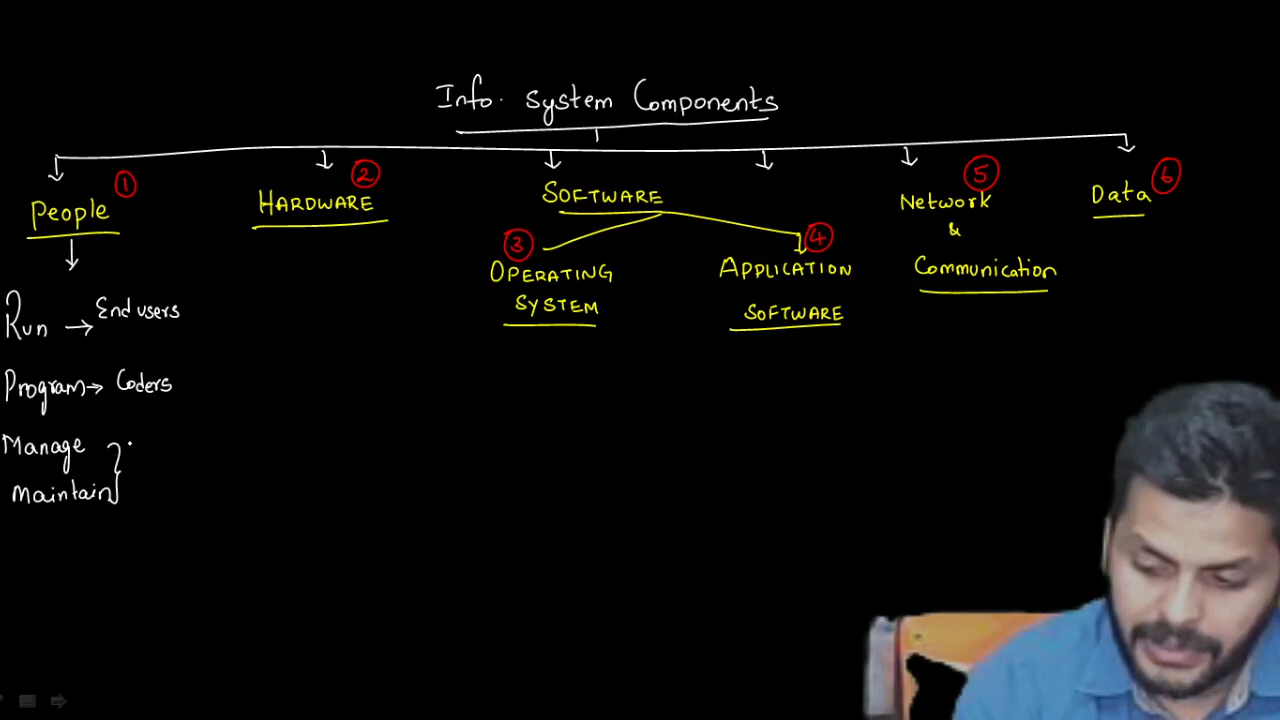 Info. System Components
People 1
HARDWARE 2
SOFTWARE
Network 5
&
Communication
Data 6
3 OPERATING
SYSTEM
4 APPLICATION
SOFTWARE
Run → End users
Program → Coders
Manage
Maintain